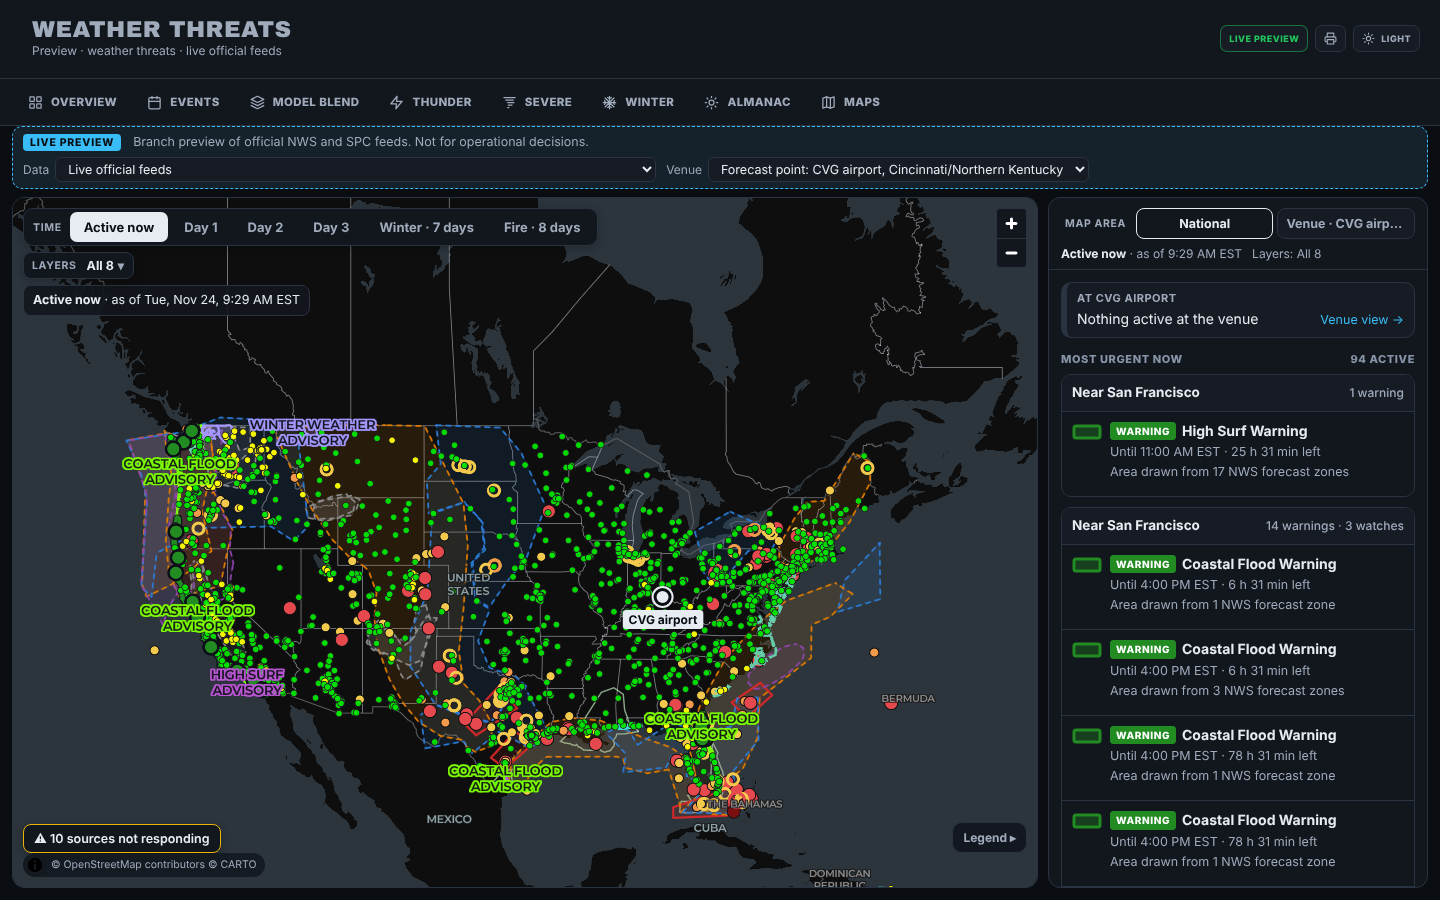 WEATHER THREATS
Preview · weather threats · live official feeds
LIVE PREVIEW
LIGHT
OVERVIEW
EVENTS
MODEL BLEND
THUNDER
SEVERE
WINTER
ALMANAC
MAPS
LIVE PREVIEW Branch preview of official NWS and SPC feeds. Not for operational decisions.
Data Live official feeds Venue Forecast point: CVG airport, Cincinnati/Northern Kentucky
TIME Active now Day 1 Day 2 Day 3 Winter · 7 days Fire · 8 days
LAYERS All 8 ▾
Active now · as of Tue, Nov 24, 9:29 AM EST
+
−
WINTER WEATHER
ADVISORY
COASTAL FLOOD
ADVISORY
UNITED
STATES
COASTAL FLOOD
ADVISORY
CVG airport
HIGH SURF
ADVISORY
BERMUDA
COASTAL FLOOD
ADVISORY
COASTAL FLOOD
ADVISORY
THE BAHAMAS
MEXICO
CUBA
DOMINICAN
REPUBLIC
⚠ 10 sources not responding
Legend ▸
© OpenStreetMap contributors © CARTO
MAP AREA National Venue · CVG airp...
Active now · as of 9:29 AM EST Layers: All 8
AT CVG AIRPORT
Nothing active at the venue Venue view →
MOST URGENT NOW 94 ACTIVE
Near San Francisco 1 warning
WARNING High Surf Warning
Until 11:00 AM EST · 25 h 31 min left
Area drawn from 17 NWS forecast zones
Near San Francisco 14 warnings · 3 watches
WARNING Coastal Flood Warning
Until 4:00 PM EST · 6 h 31 min left
Area drawn from 1 NWS forecast zone
WARNING Coastal Flood Warning
Until 4:00 PM EST · 6 h 31 min left
Area drawn from 3 NWS forecast zones
WARNING Coastal Flood Warning
Until 4:00 PM EST · 78 h 31 min left
Area drawn from 1 NWS forecast zone
WARNING Coastal Flood Warning
Until 4:00 PM EST · 78 h 31 min left
Area drawn from 1 NWS forecast zone